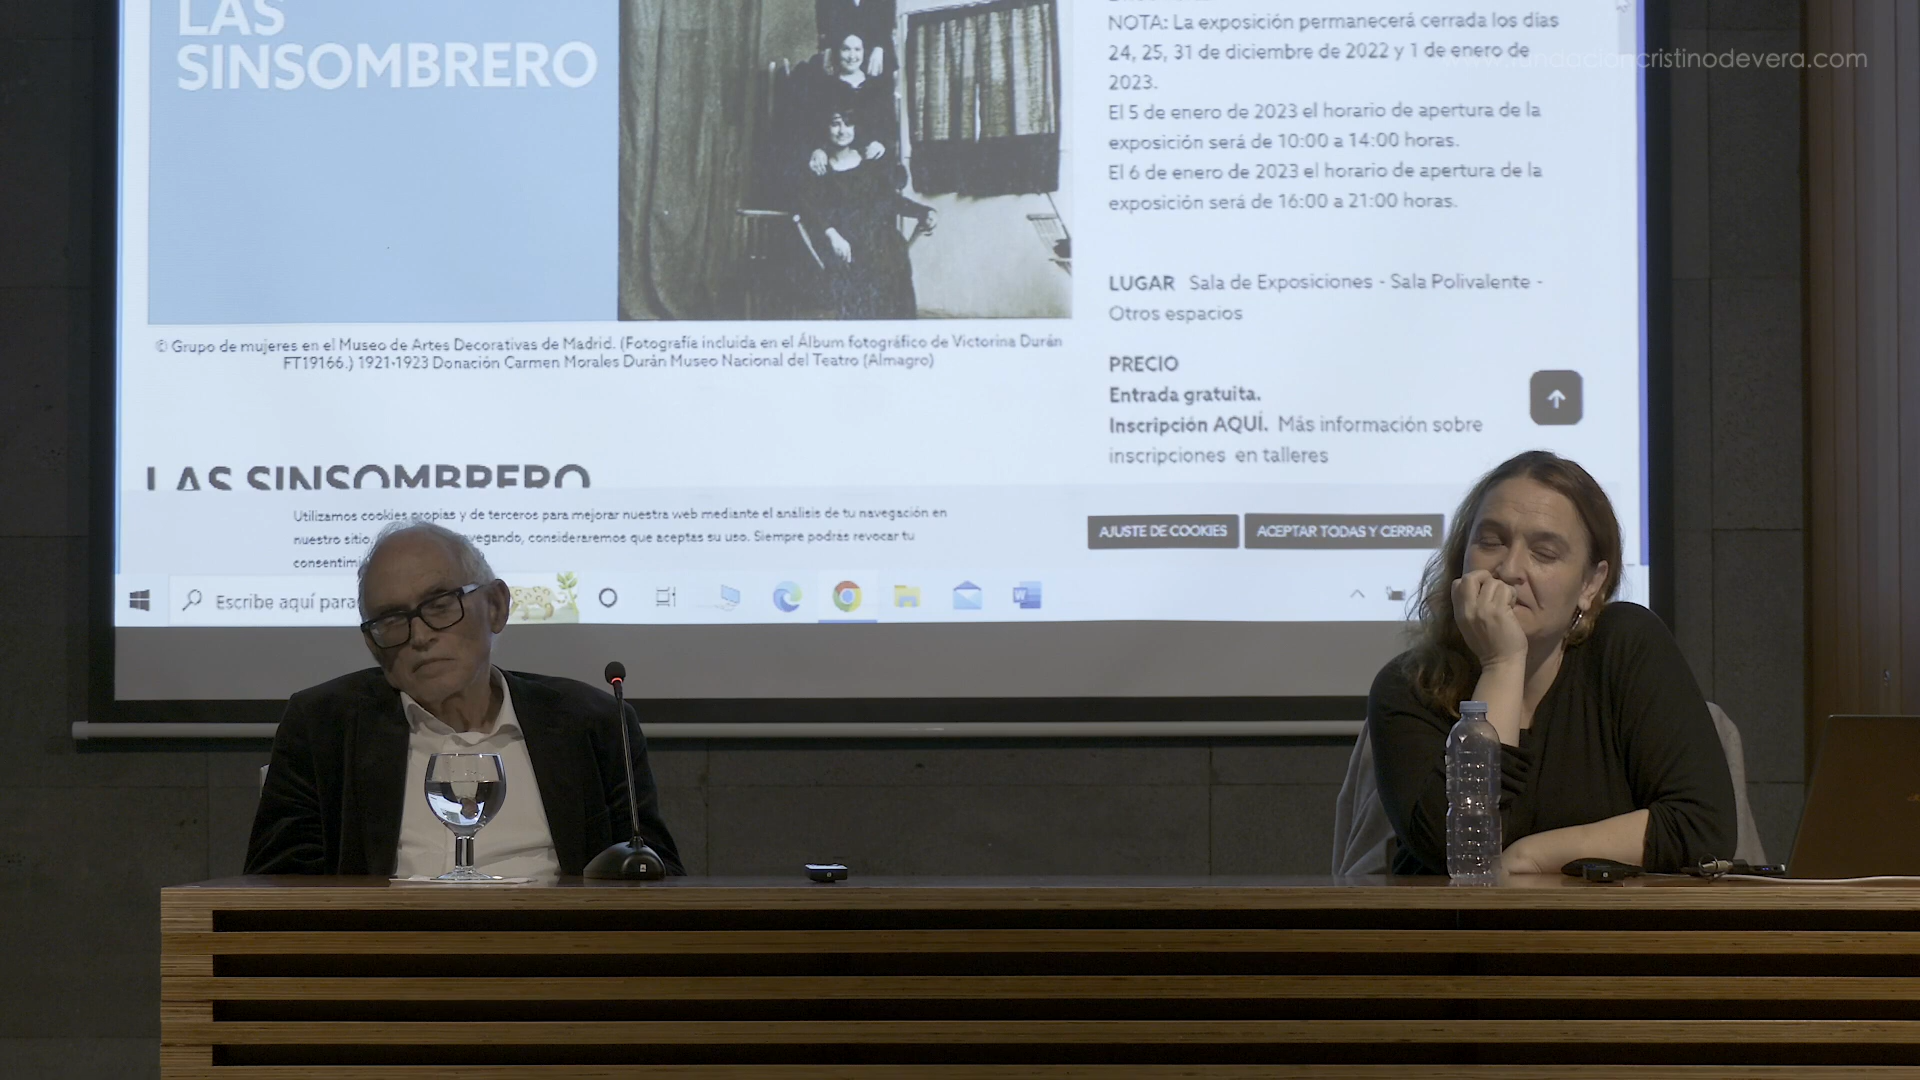 LAS
SINSOMBRERO
NOTA: La exposición permanecerá cerrada los días
24, 25, 31 de diciembre de 2022 y 1 de enero de
2023.
El 5 de enero de 2023 el horario de apertura de la
exposición será de 10:00 a 14:00 horas.
El 6 de enero de 2023 el horario de apertura de la
exposición será de 16:00 a 21:00 horas.
LUGAR Sala de Exposiciones - Sala Polivalente -
Otros espacios
PRECIO
Entrada gratuita.
Inscripción AQUÍ. Más información sobre
inscripciones en talleres
www.fundacioncristinodevera.com
© Grupo de mujeres en el Museo de Artes Decorativas de Madrid. (Fotografía incluida en el Álbum fotográfico de Victorina Durán
FT19166.) 1921-1923 Donación Carmen Morales Durán Museo Nacional del Teatro (Almagro)
LAS SINSOMBRERO
Utilizamos cookies propias y de terceros para mejorar nuestra web mediante el análisis de tu navegación en
nuestro sitio, vegando, consideraremos que aceptas su uso. Siempre podrás revocar tu
consentimi
AJUSTE DE COOKIES ACEPTAR TODAS Y CERRAR
Escribe aquí para